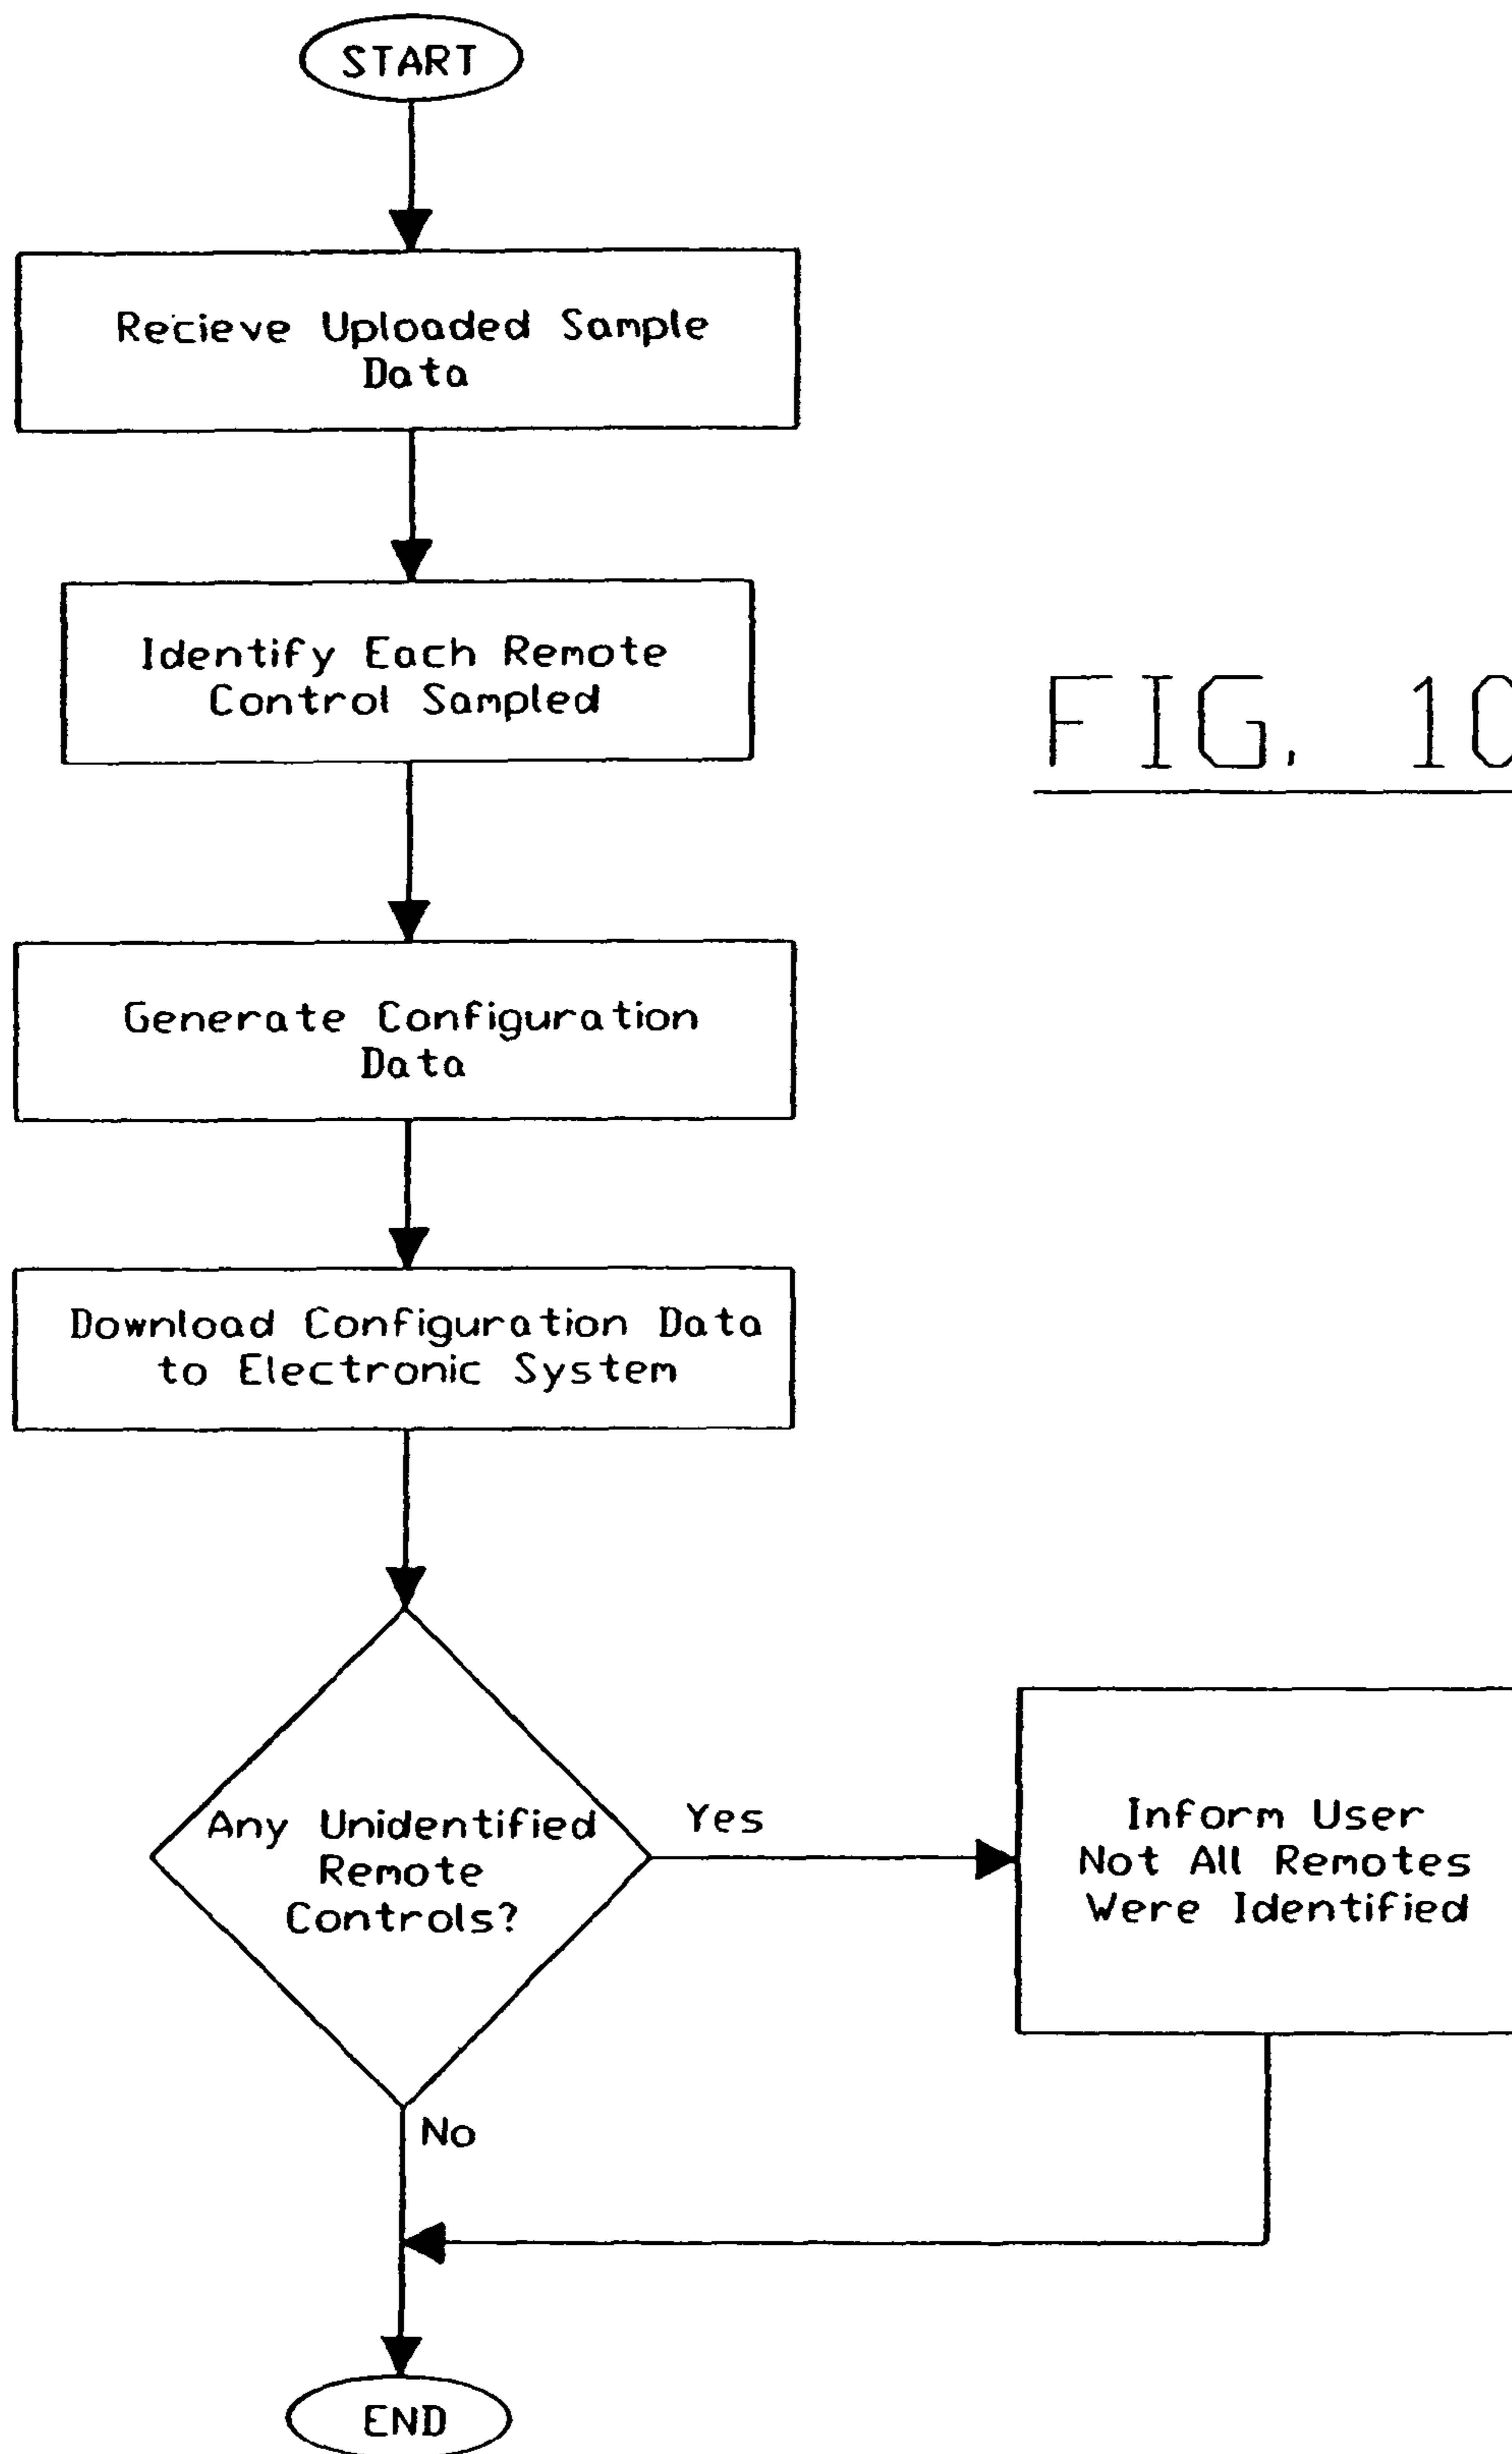 START
Recieve Uploaded Sample
Data
Identify Each Remote
Control Sampled
FIG. 10
Generate Configuration
Data
Download Configuration Data
to Electronic System
Any Unidentified
Remote
Controls?
Yes
Inform User
Not All Remotes
Were Identified
No
END